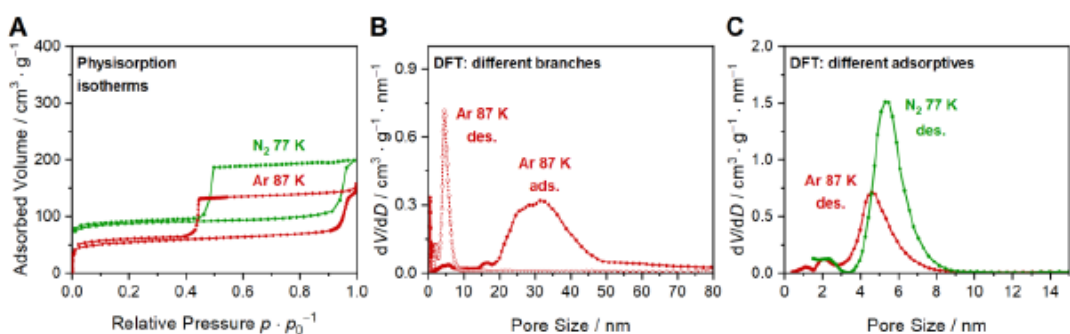 A
Adsorbed Volume / cm³ · g⁻¹
400
300
200
100
0
Physisorption
isotherms
N₂ 77 K
Ar 87 K
0.0
0.2
0.4
0.6
0.8
1.0
Relative Pressure p · p₀⁻¹
B
dV/dD / cm³ · g⁻¹ · nm⁻¹
0.9
0.6
0.3
0.0
DFT: different branches
Ar 87 K
des.
Ar 87 K
ads.
0
10
20
30
40
50
60
70
80
Pore Size / nm
C
dV/dD / cm³ · g⁻¹ · nm⁻¹
2.0
1.5
1.0
0.5
0.0
DFT: different adsorptives
N₂ 77 K
des.
Ar 87 K
des.
0
2
4
6
8
10
12
14
Pore Size / nm